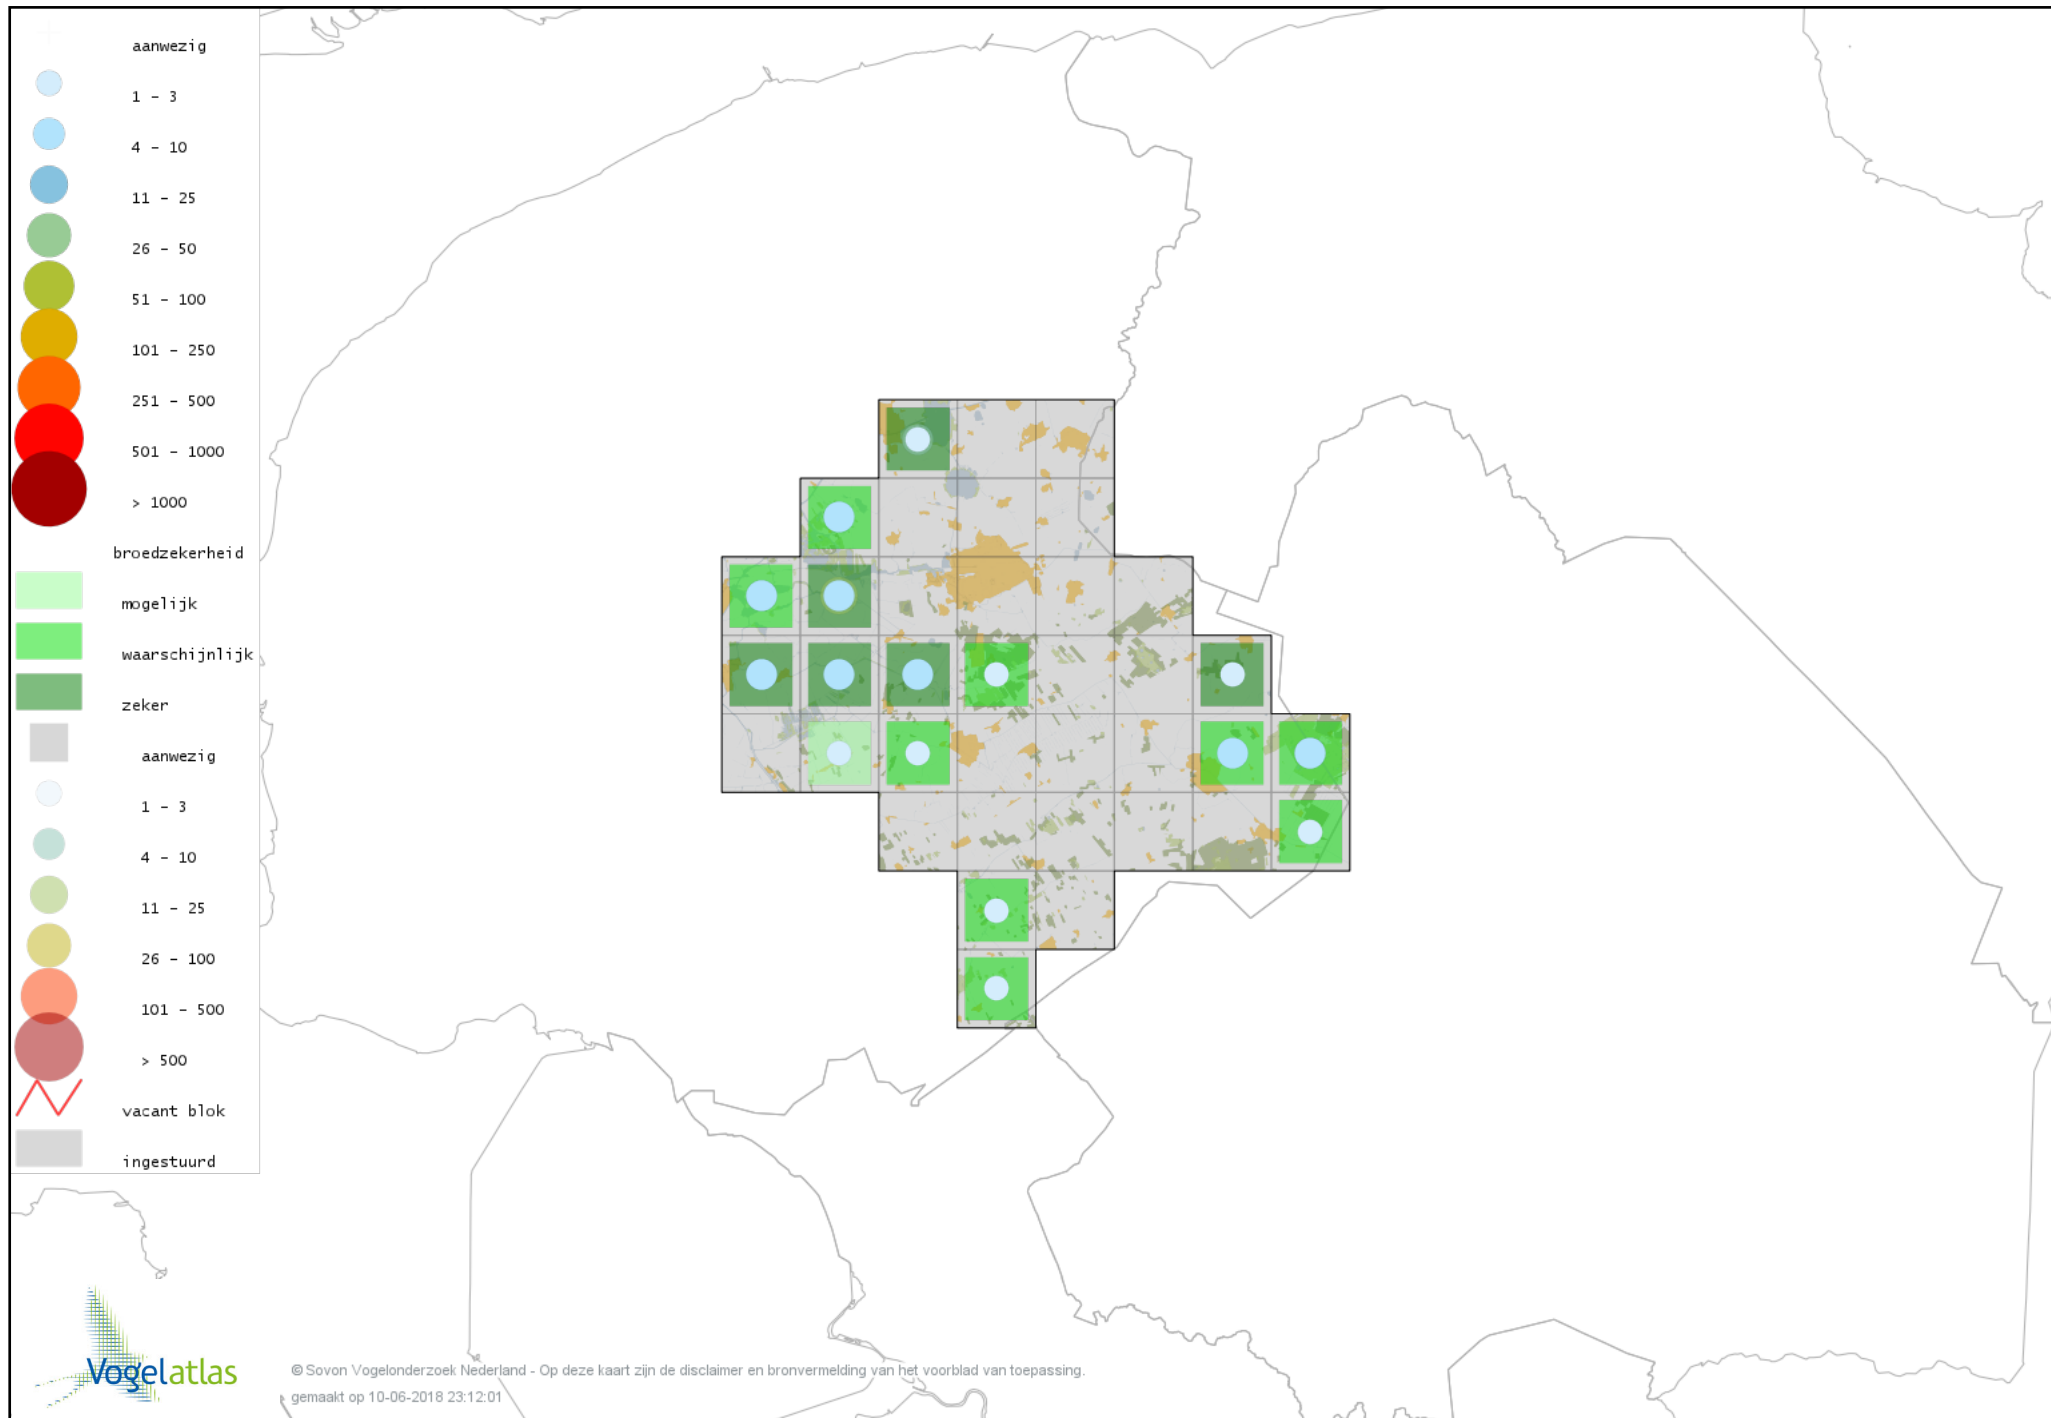 aanwezig
1 - 3
4 - 10
11 - 25
26 - 50
51 - 100
101 - 250
251 - 500
501 - 1000
> 1000
broedzekerheid
mogelijk
waarschijnlijk
zeker
aanwezig
1 - 3
4 - 10
11 - 25
26 - 100
101 - 500
> 500
vacant blok
ingestuurd
Vogelatlas
© Sovon Vogelonderzoek Nederland - Op deze kaart zijn de disclaimer en bronvermelding van het voorblad van toepassing.
gemaakt op 10-06-2018 23:12:01